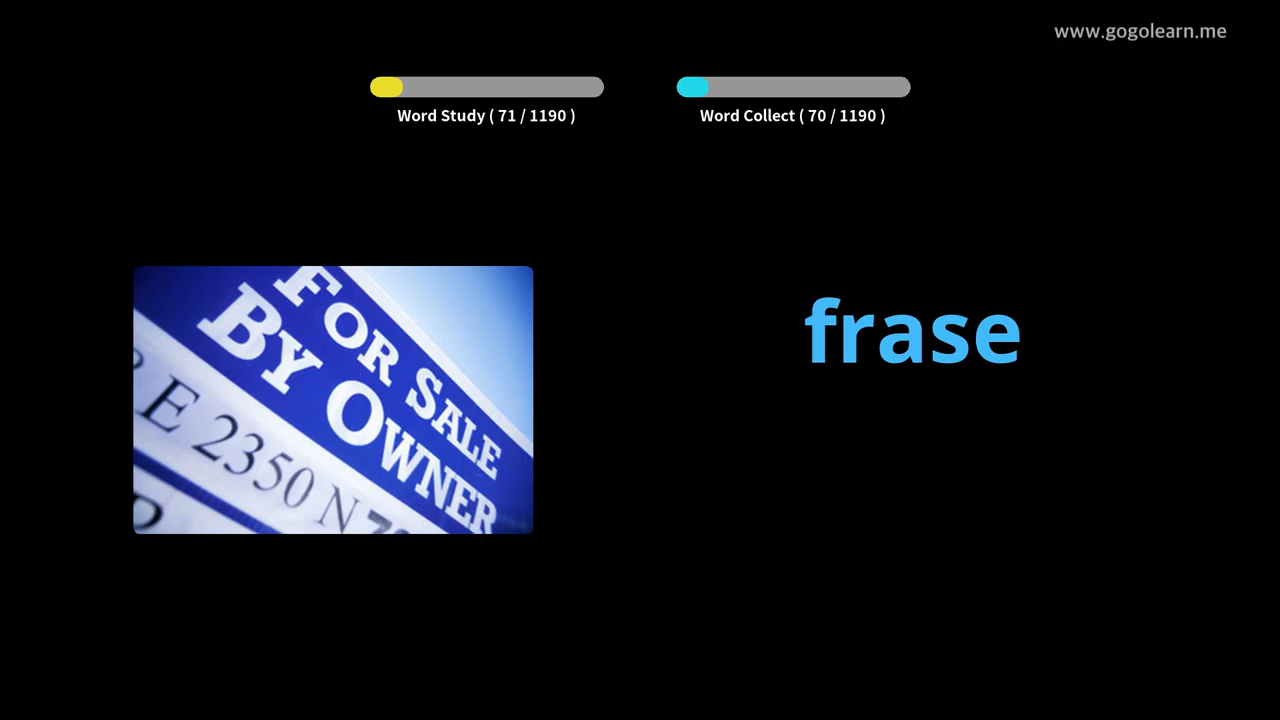 www.gogolearn.me
Word Study ( 71 / 1190 )
Word Collect ( 70 / 1190 )
FOR SALE
BY OWNER
E 2350 N
frase